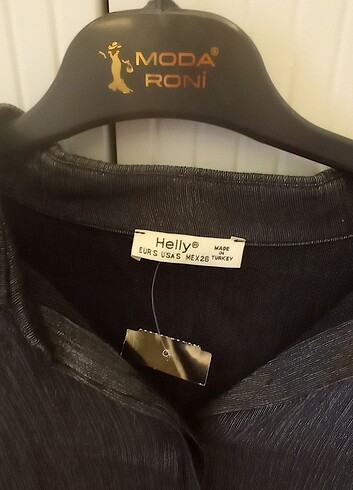 MODA®
RONİ
Helly®
EUR S USA S MEX 26
MADE
IN
TURKEY